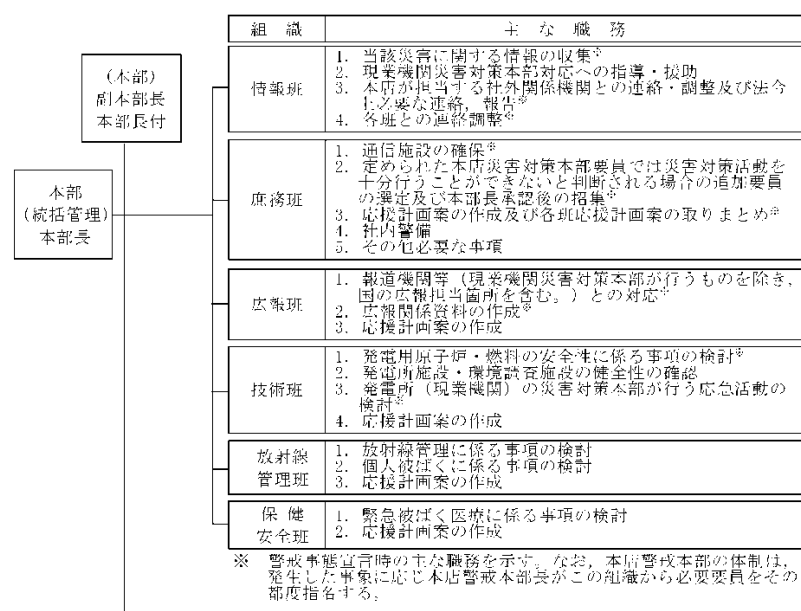 (本部)
副本部長
本部長付
本部
(統括管理)
本部長
組織 主な職務
情報班
1. 当該災害に関する情報の収集※
2. 現業機関災害対策本部対応への指導・援助
3. 本店が担当する社外関係機関との連絡・調整及び法令
上必要な連絡,報告※
4. 各班との連絡調整※
庶務班
1. 通信施設の確保※
2. 定められた本店災害対策本部要員では災害対策活動を
十分行うことができないと判断される場合の追加要員
の選定及び本部長承認後の招集※
3. 応援計画案の作成及び各班応援計画案の取りまとめ※
4. 社内警備
5. その他必要な事項
広報班
1. 報道機関等(現業機関災害対策本部が行うものを除き,
国の広報担当箇所を含む。)との対応※
2. 広報関係資料の作成※
3. 応援計画案の作成
技術班
1. 発電用原子炉・燃料の安全性に係る事項の検討※
2. 発電所施設・環境調査施設の健全性の確認
3. 発電所(現業機関)の災害対策本部が行う応急活動の
検討※
4. 応援計画案の作成
放射線
管理班
1. 放射線管理に係る事項の検討
2. 個人被ばくに係る事項の検討
3. 応援計画案の作成
保健
安全班
1. 緊急被ばく医療に係る事項の検討
2. 応援計画案の作成
※ 警戒事態宣言時の主な職務を示す。なお,本店警戒本部の体制は,
発生した事象に応じ本店警戒本部長がこの組織から必要要員をその
都度指名する。